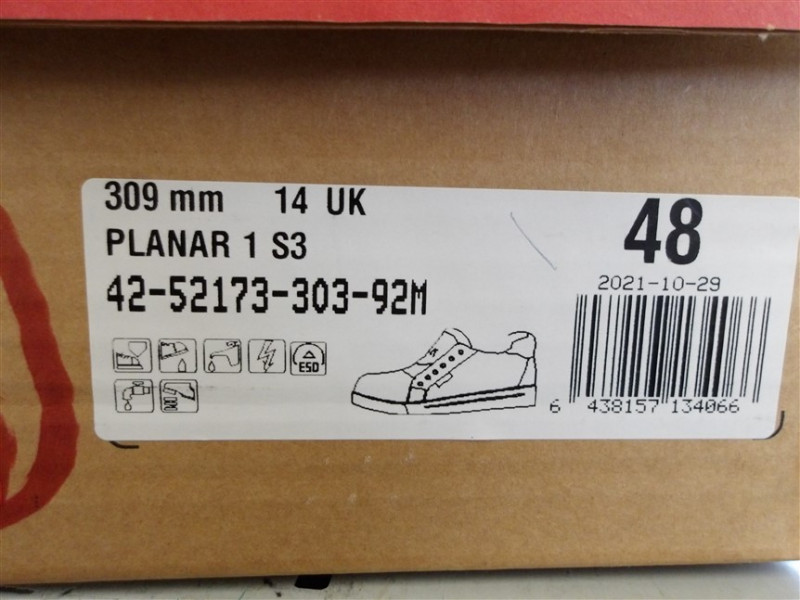 309 mm 14 UK
PLANAR 1 S3
42-52173-303-92M
48
2021-10-29
ESD
6 438157 134066